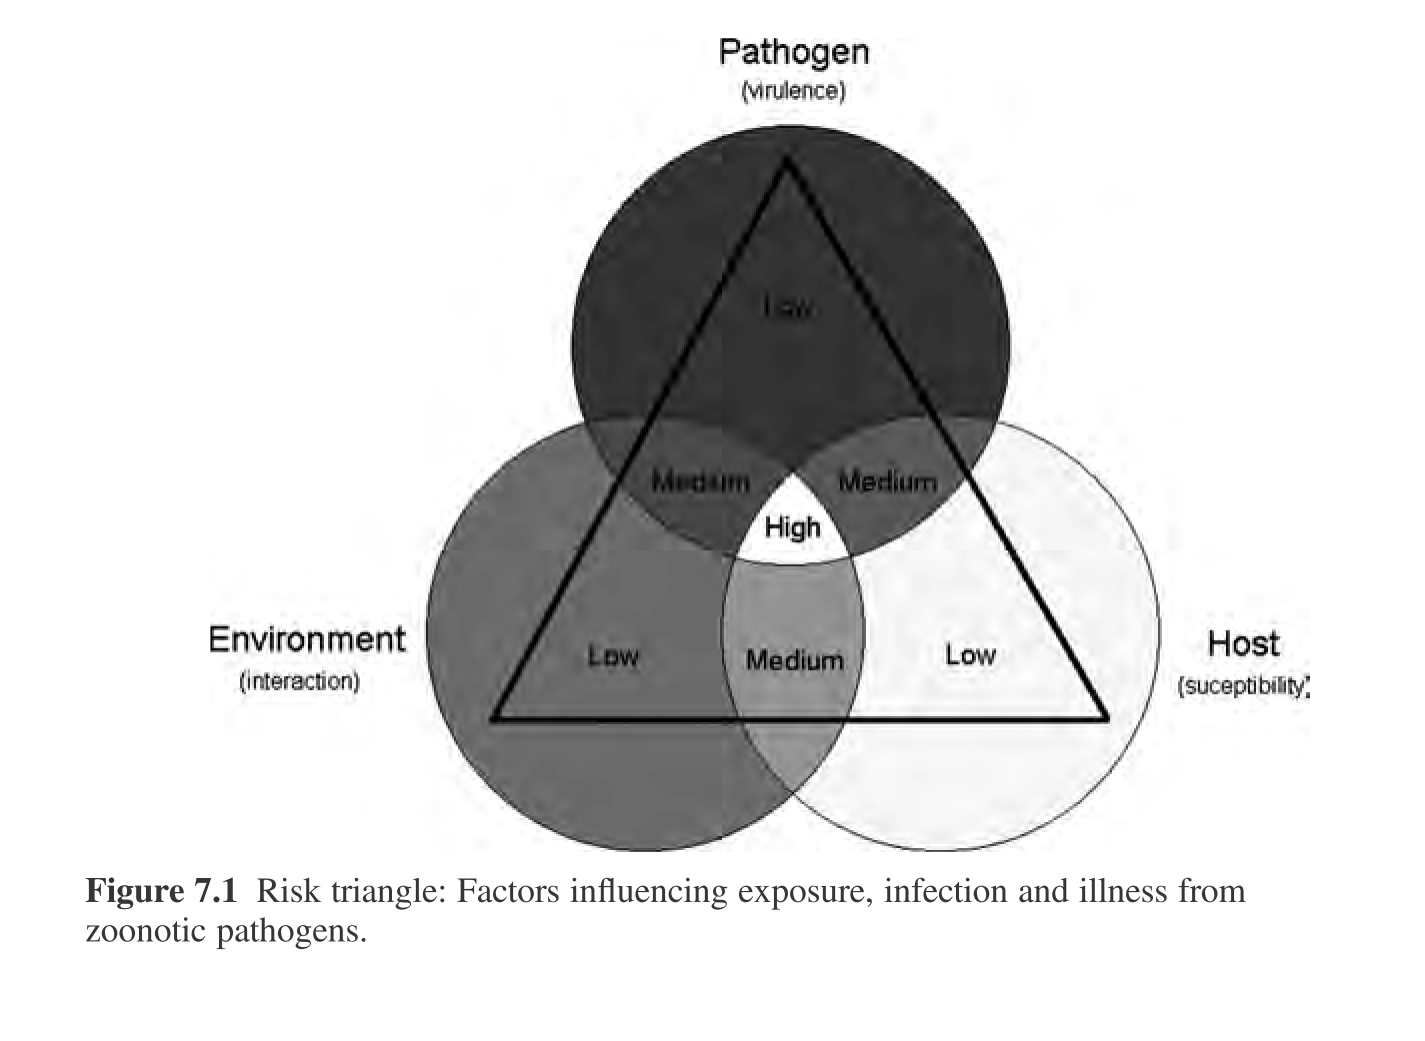 Pathogen
(virulence)
Low
Medium
Medium
High
Environment
(interaction)
Low
Medium
Low
Host
(suceptibility)
Figure 7.1 Risk triangle: Factors influencing exposure, infection and illness from
zoonotic pathogens.